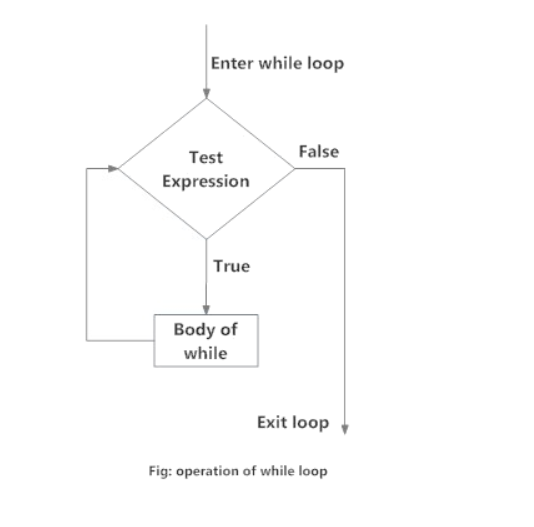 Enter while loop
False
Test
Expression
True
Body of
while
Exit loop
Fig: operation of while loop